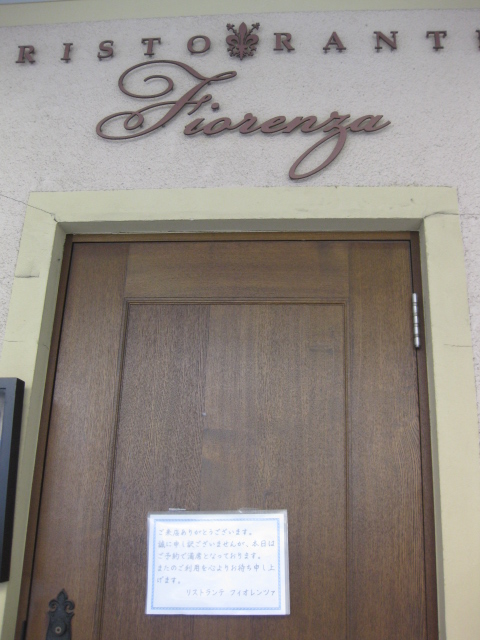 RISTORANTE
Fiorenza
ご来店ありがとうございます。
誠に申し訳ございませんが、本日は
ご予約で満席となっております。
またのご利用を心よりお待ち申し上
げます。
リストランテ フィオレンツァ